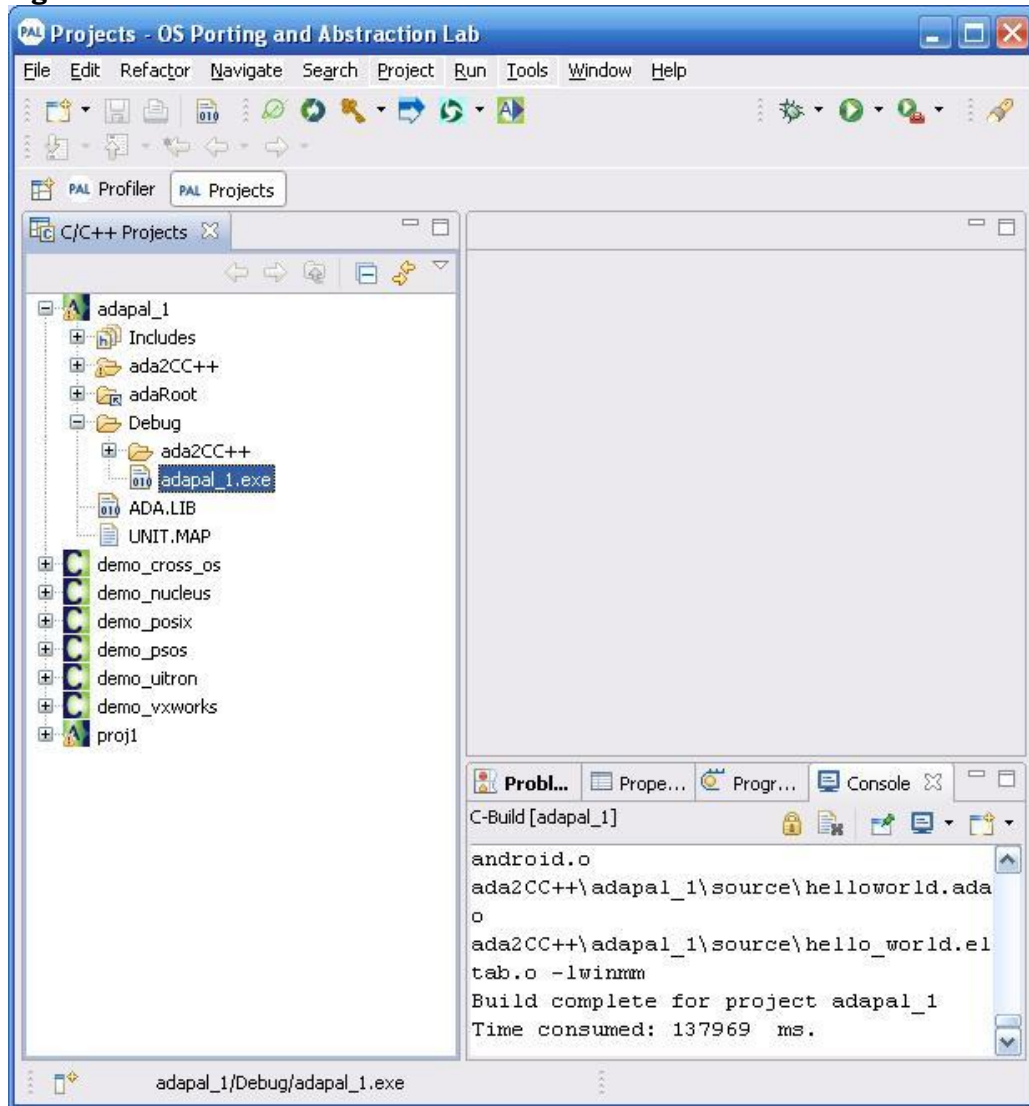 PAL Projects - OS Porting and Abstraction Lab
File Edit Refactor Navigate Search Project Run Tools Window Help
PAL Profiler PAL Projects
C/C++ Projects
adapal_1
Includes
ada2CC++
adaRoot
Debug
ada2CC++
adapal_1.exe
ADA.LIB
UNIT.MAP
demo_cross_os
demo_nucleus
demo_posix
demo_psos
demo_uitron
demo_vxworks
proj1
Probl... Prope... Progr... Console
C-Build [adapal_1]
android.o
ada2CC++\adapal_1\source\helloworld.ada
o
ada2CC++\adapal_1\source\hello_world.el
tab.o -lwinmm
Build complete for project adapal_1
Time consumed: 137969 ms.
adapal_1/Debug/adapal_1.exe